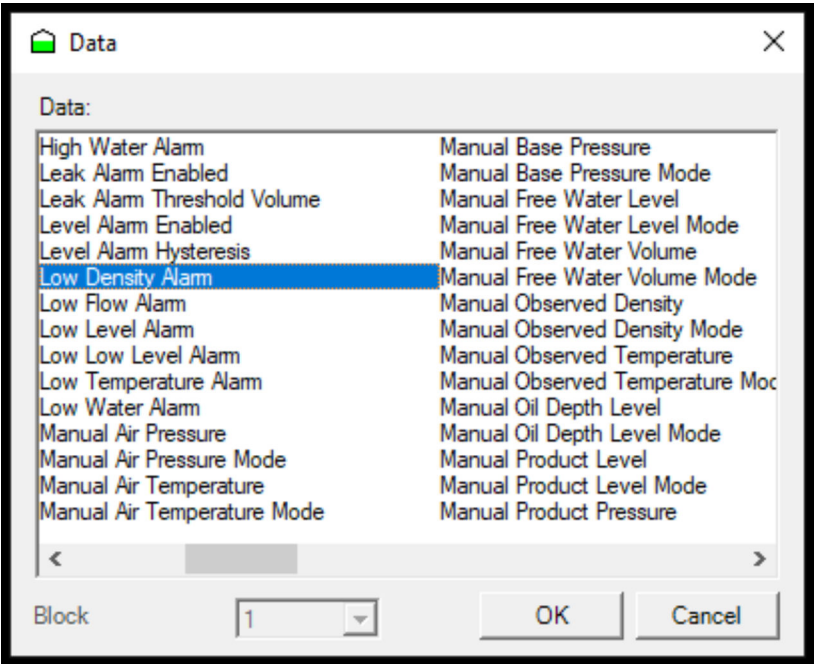 Data
Data:
High Water Alarm
Leak Alarm Enabled
Leak Alarm Threshold Volume
Level Alarm Enabled
Level Alarm Hysteresis
Low Density Alarm
Low Flow Alarm
Low Level Alarm
Low Low Level Alarm
Low Temperature Alarm
Low Water Alarm
Manual Air Pressure
Manual Air Pressure Mode
Manual Air Temperature
Manual Air Temperature Mode
Manual Base Pressure
Manual Base Pressure Mode
Manual Free Water Level
Manual Free Water Level Mode
Manual Free Water Volume
Manual Free Water Volume Mode
Manual Observed Density
Manual Observed Density Mode
Manual Observed Temperature
Manual Observed Temperature Moc
Manual Oil Depth Level
Manual Oil Depth Level Mode
Manual Product Level
Manual Product Level Mode
Manual Product Pressure
Block
1
OK
Cancel